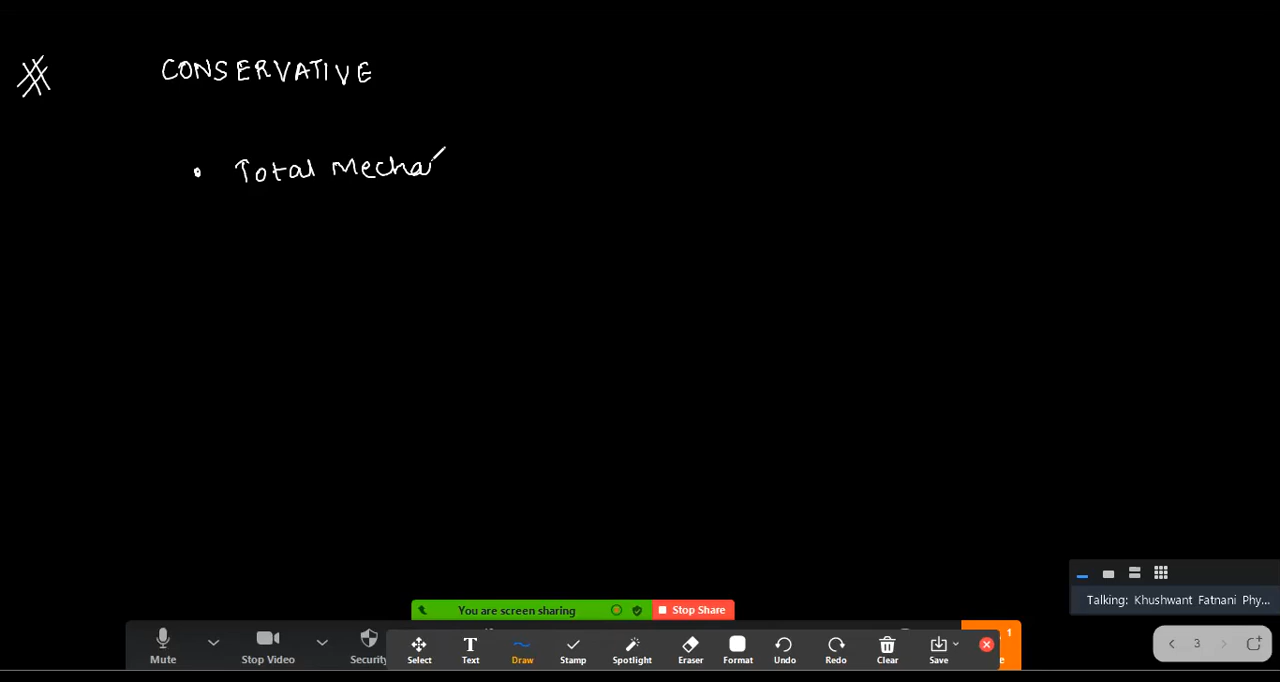 CONSERVATIVE
• Total Mecha
Talking: Khushwant Fatnani Phy...
You are screen sharing
Stop Share
1
Mute
Stop Video
Security
Select
Text
Draw
Stamp
Spotlight
Eraser
Format
Undo
Redo
Clear
Save
3